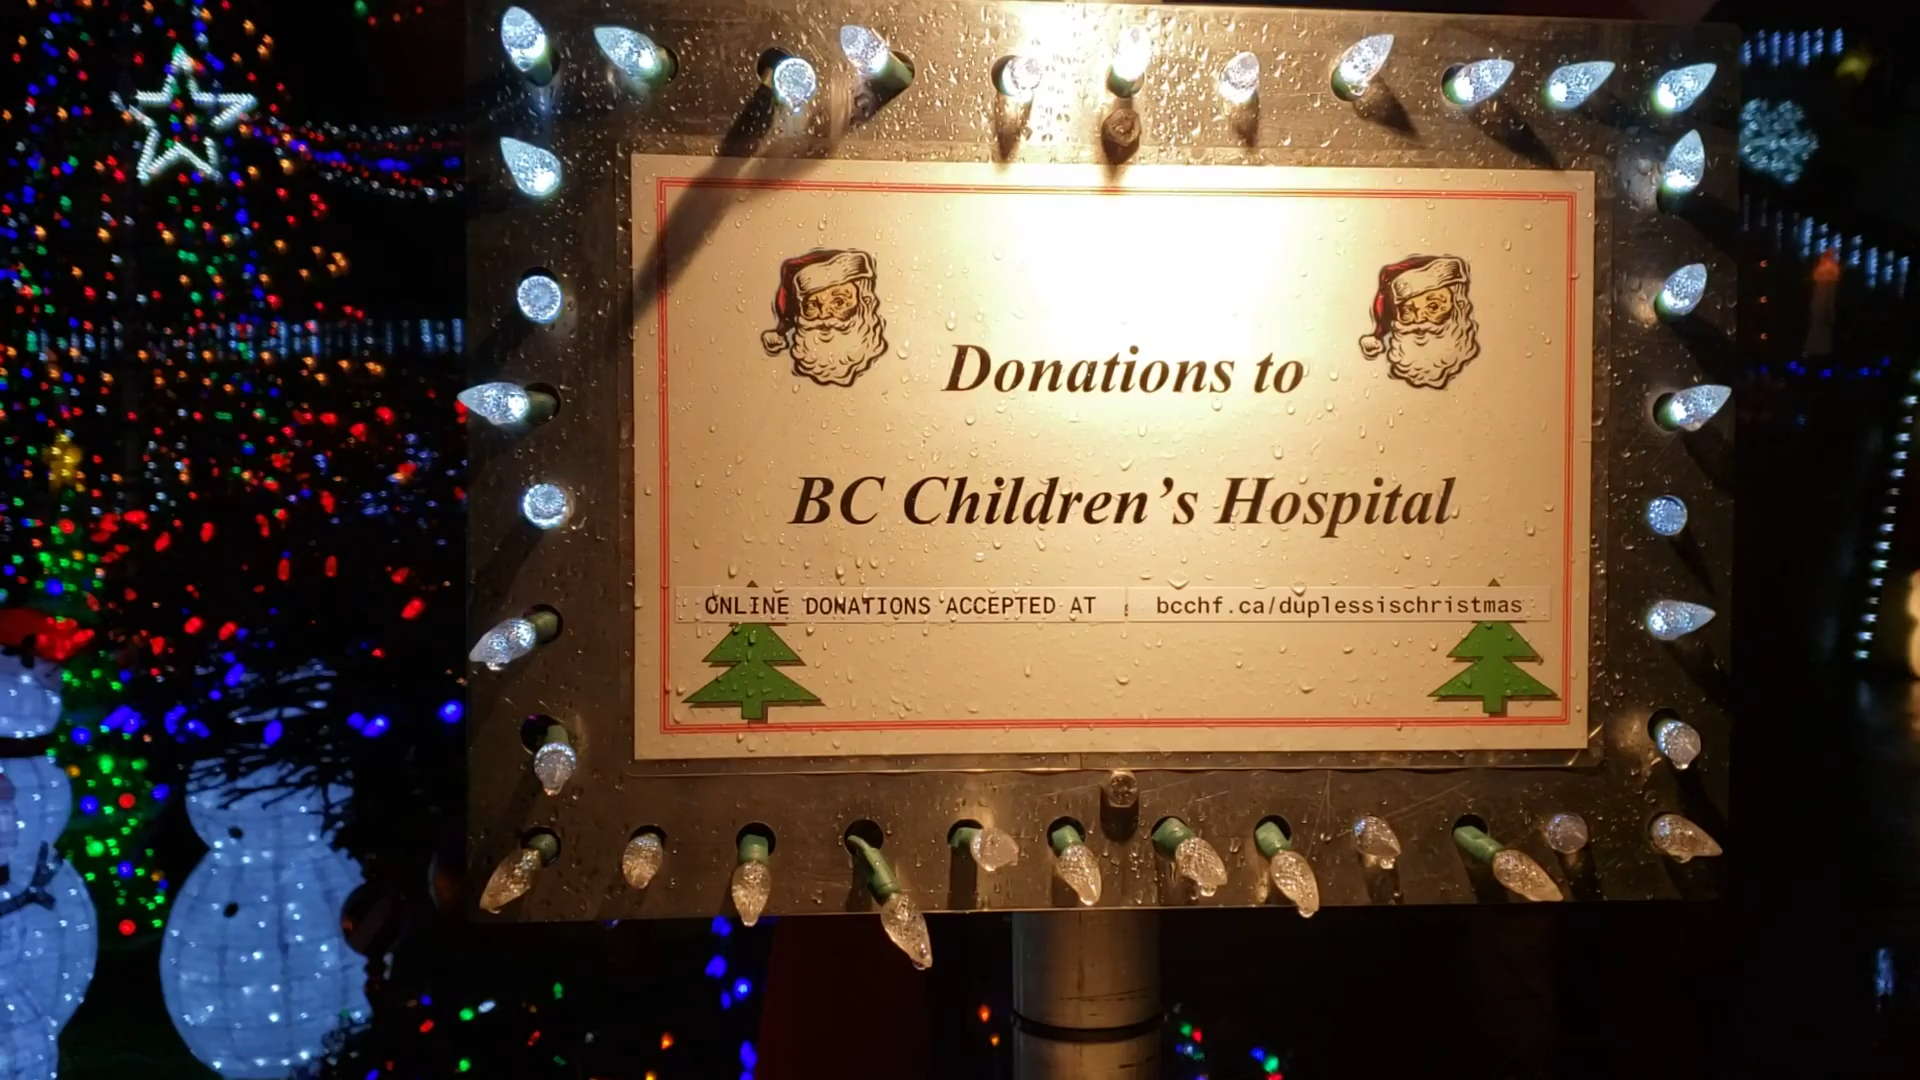 Donations to
BC Children's Hospital
ONLINE DONATIONS ACCEPTED AT : bcchf.ca/duplessischristmas